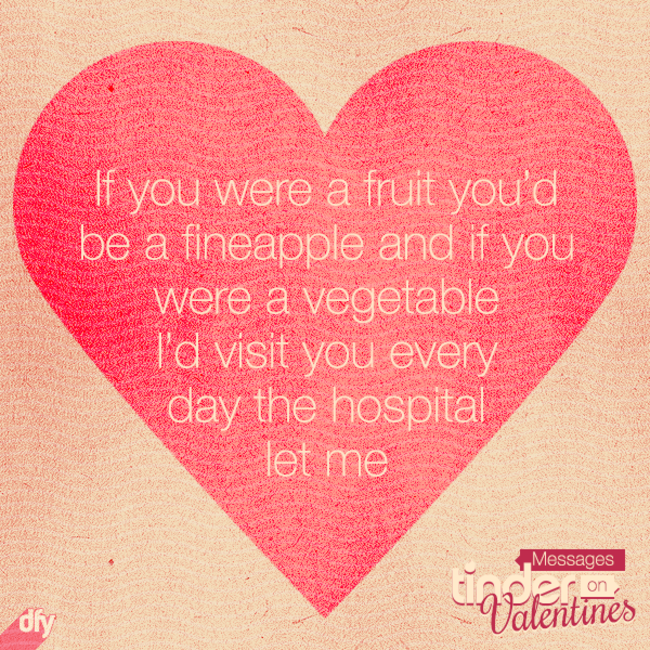 If you were a fruit you'd
be a fineapple and if you
were a vegetable
I'd visit you every
day the hospital
let me
Messages
tinder on
Valentines
dfy